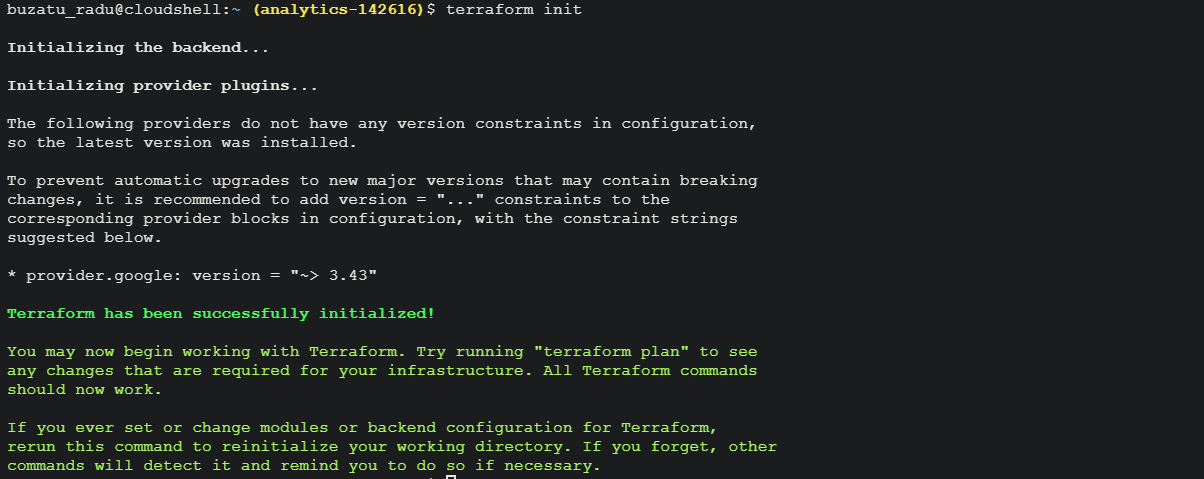 buzatu_radu@cloudshell:~ (analytics-142616)$ terraform init
Initializing the backend...
Initializing provider plugins...
The following providers do not have any version constraints in configuration,
so the latest version was installed.
To prevent automatic upgrades to new major versions that may contain breaking
changes, it is recommended to add version = "..." constraints to the
corresponding provider blocks in configuration, with the constraint strings
suggested below.
* provider.google: version = "~> 3.43"
Terraform has been successfully initialized!
You may now begin working with Terraform. Try running "terraform plan" to see
any changes that are required for your infrastructure. All Terraform commands
should now work.
If you ever set or change modules or backend configuration for Terraform,
rerun this command to reinitialize your working directory. If you forget, other
commands will detect it and remind you to do so if necessary.